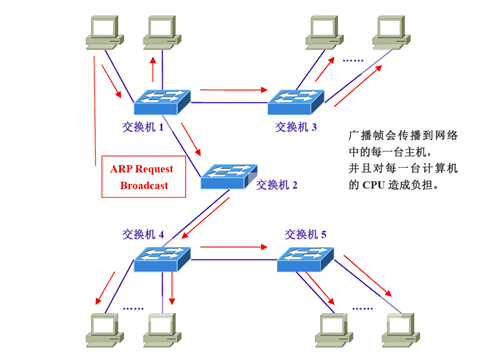 ……
交换机 1
交换机 3
广播帧会传播到网络
中的每一台主机，
并且对每一台计算机
的 CPU 造成负担。
ARP Request
Broadcast
交换机 2
交换机 4
交换机 5
……
……